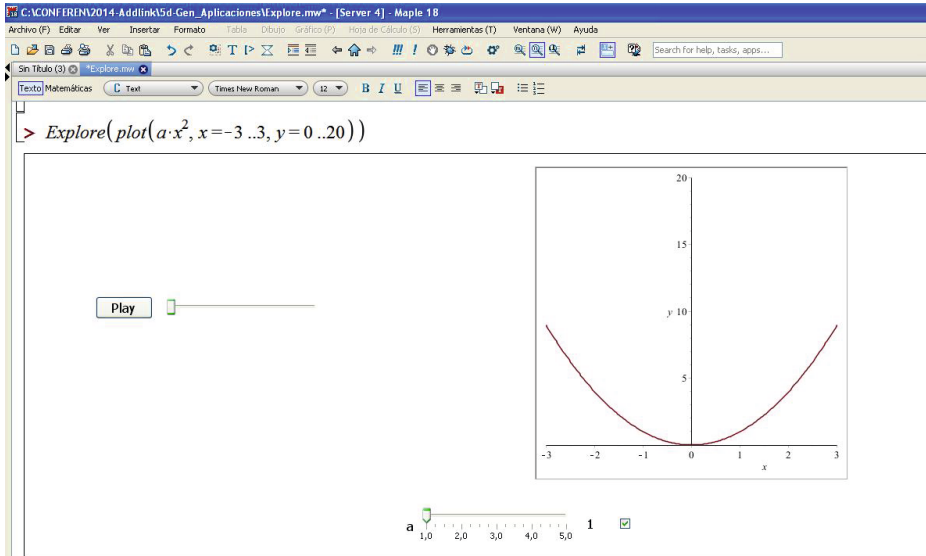 C:\CONFEREN\2014-Addlink\5d-Gen_Aplicaciones\Explore.mw* - [Server 4] - Maple 18
Archivo (F) Editar Ver Insertar Formato Tabla Dibujo Gráfico (P) Hoja de Cálculo (S) Herramientas (T) Ventana (W) Ayuda
Search for help, tasks, apps...
Sin Título (3) *Explore.mw
Texto Matemáticas C Text Times New Roman 12 B I U
> Explore(plot(a·x², x=-3 ..3, y=0 ..20))
20
15
y 10
5
-3 -2 -1 0 1 2 3
x
Play
a 1
1,0 2,0 3,0 4,0 5,0